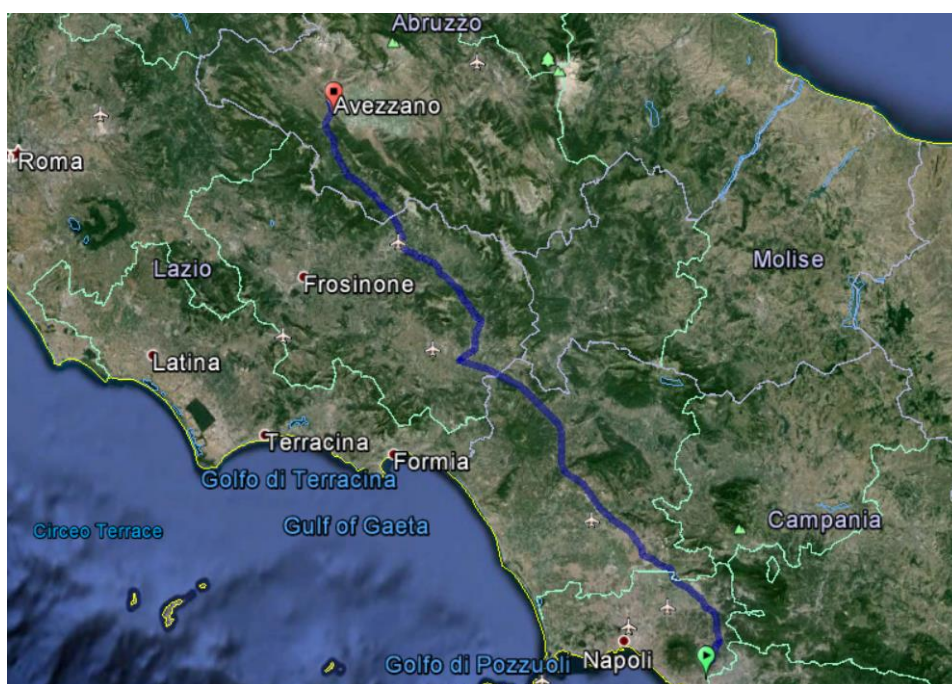 Abruzzo
Avezzano
Roma
Lazio
Frosinone
Molise
Latina
Terracina
Formia
Golfo di Terracina
Gulf of Gaeta
Circeo Terrace
Campania
Golfo di Pozzuoli
Napoli